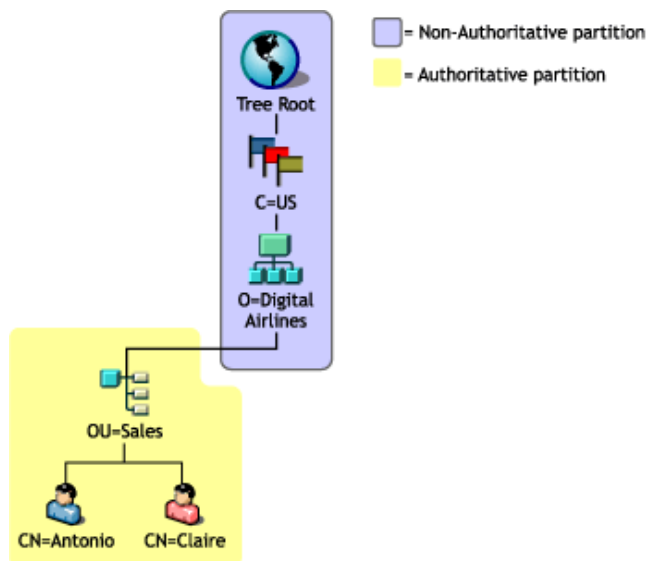 = Non-Authoritative partition
= Authoritative partition
Tree Root
C=US
O=Digital
Airlines
OU=Sales
CN=Antonio
CN=Claire